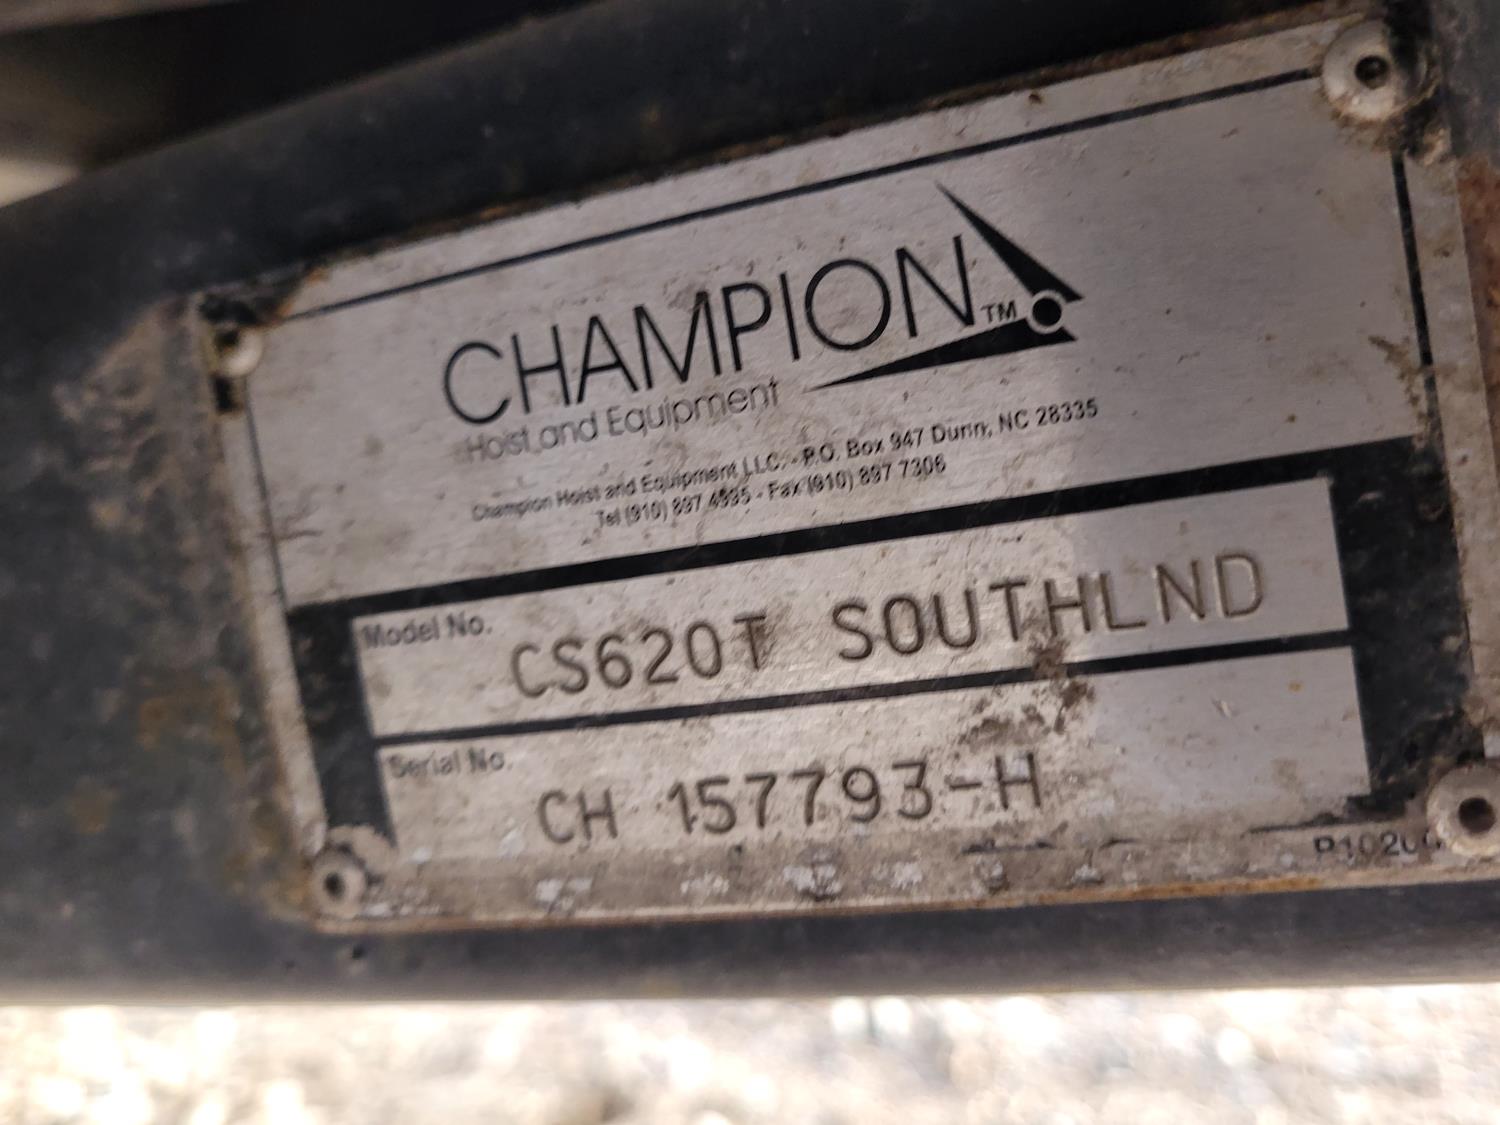 CHAMPION TM
Hoist and Equipment
Champion Hoist and Equipment LLC. - P.O. Box 947 Dunn, NC 28335
Tel (910) 897 4995 - Fax (910) 897 7306
Model No. CS620T SOUTHLND
Serial No. CH 157793-H